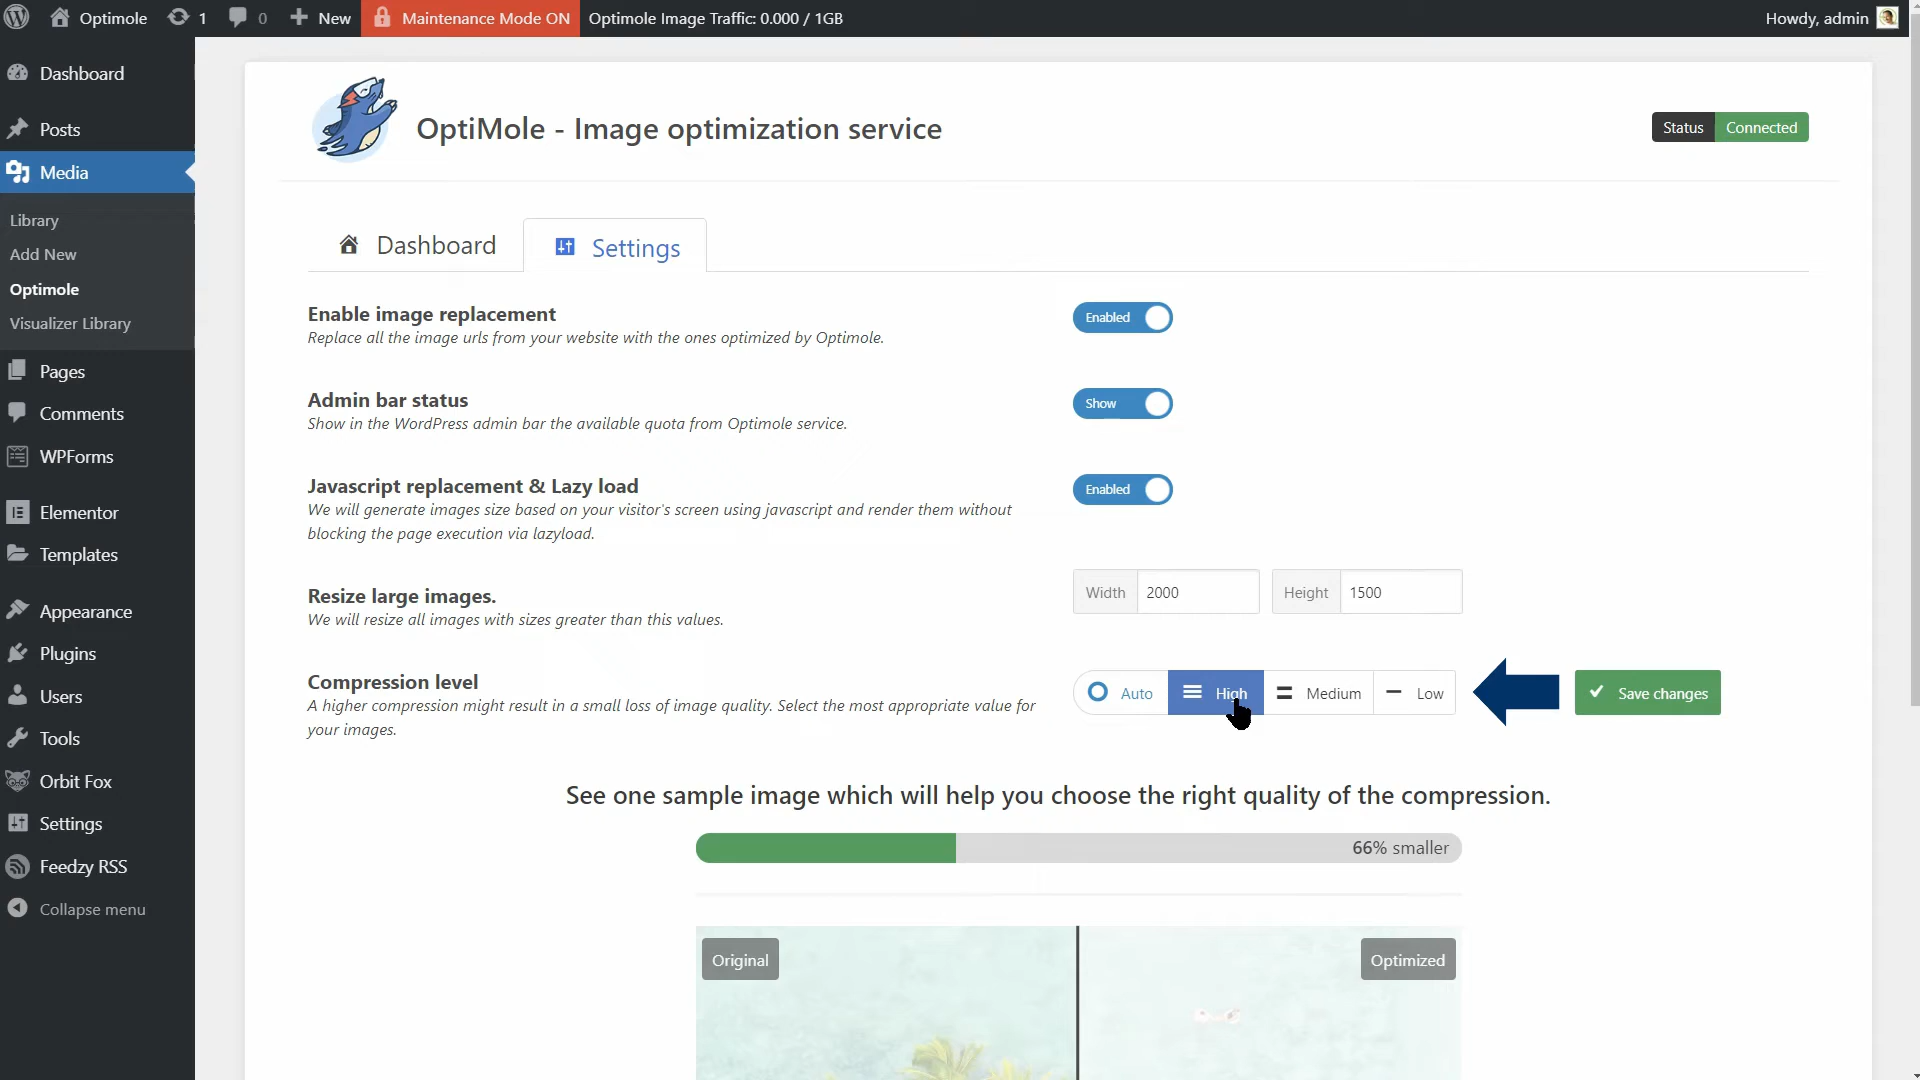 Optimole 1 0 New Maintenance Mode ON Optimole Image Traffic: 0.000 / 1GB Howdy, admin
Dashboard
Posts
Media
Library
Add New
Optimole
Visualizer Library
Pages
Comments
WPForms
Elementor
Templates
Appearance
Plugins
Users
Tools
Orbit Fox
Settings
Feedzy RSS
Collapse menu
OptiMole - Image optimization service
Status Connected
Dashboard Settings
Enable image replacement
Replace all the image urls from your website with the ones optimized by Optimole.
Enabled
Admin bar status
Show in the WordPress admin bar the available quota from Optimole service.
Show
Javascript replacement & Lazy load
We will generate images size based on your visitor's screen using javascript and render them without
blocking the page execution via lazyload.
Enabled
Resize large images.
We will resize all images with sizes greater than this values.
Width 2000 Height 1500
Compression level
A higher compression might result in a small loss of image quality. Select the most appropriate value for
your images.
Auto High Medium Low Save changes
See one sample image which will help you choose the right quality of the compression.
66% smaller
Original Optimized